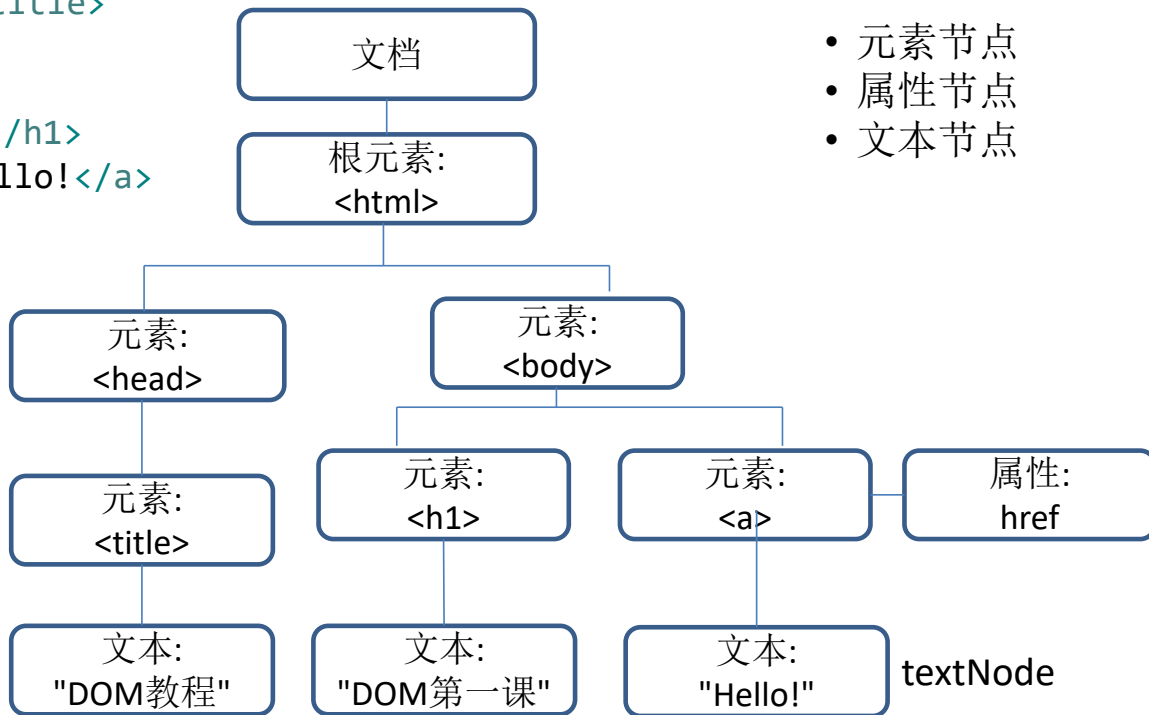 title>
/h1>
llo!</a>
文档
根元素:
<html>
• 元素节点
• 属性节点
• 文本节点
元素:
<head>
元素:
<body>
元素:
<title>
元素:
<h1>
元素:
<a>
属性:
href
文本:
"DOM教程"
文本:
"DOM第一课"
文本:
"Hello!"
textNode